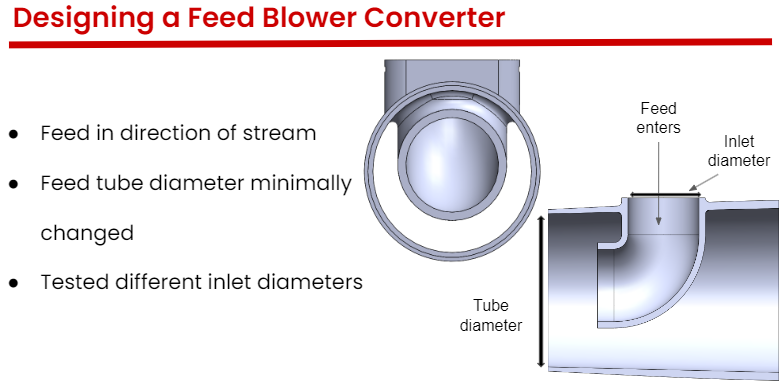 Designing a Feed Blower Converter
● Feed in direction of stream
● Feed tube diameter minimally
changed
● Tested different inlet diameters
Feed
enters
Inlet
diameter
Tube
diameter